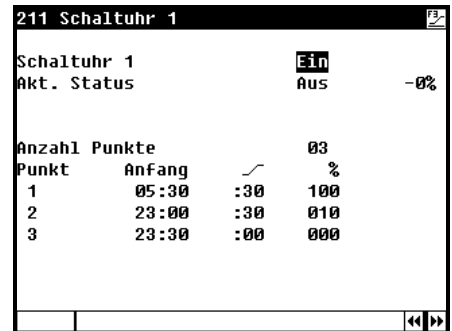 211 Schaltuhr 1 F3
Schaltuhr 1 Ein
Akt. Status Aus -0%
Anzahl Punkte 03
Punkt Anfang %
1 05:30 :30 100
2 23:00 :30 010
3 23:30 :00 000